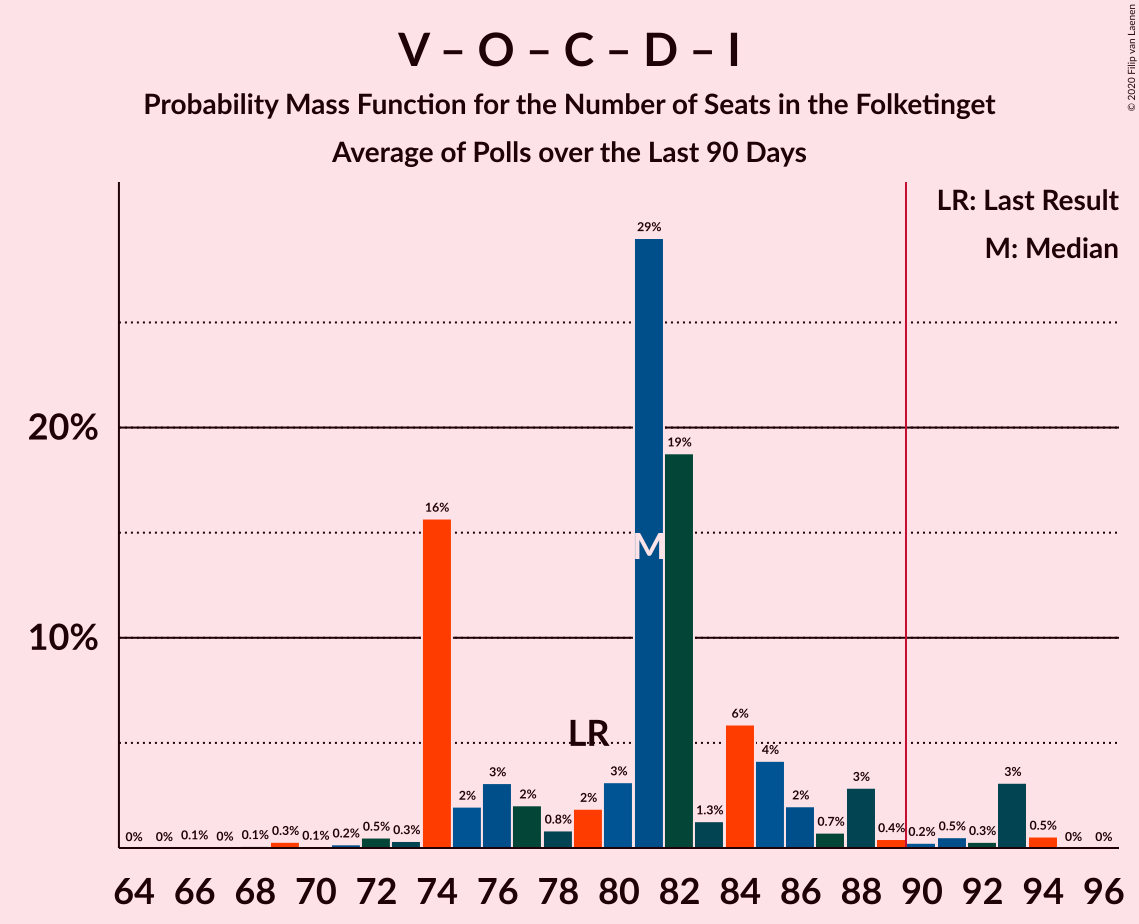 V – O – C – D – I
Probability Mass Function for the Number of Seats in the Folketinget
Average of Polls over the Last 90 Days
© 2020 Filip van Laenen
LR: Last Result
M: Median
20%
10%
0% 0% 0.1% 0% 0.1% 0.3% 0.1% 0.2% 0.5% 0.3% 16% 2% 3% 2% 0.8% 2% 3% 29% 19% 1.3% 6% 4% 2% 0.7% 3% 0.4% 0.2% 0.5% 0.3% 3% 0.5% 0% 0%
M
LR
64 66 68 70 72 74 76 78 80 82 84 86 88 90 92 94 96